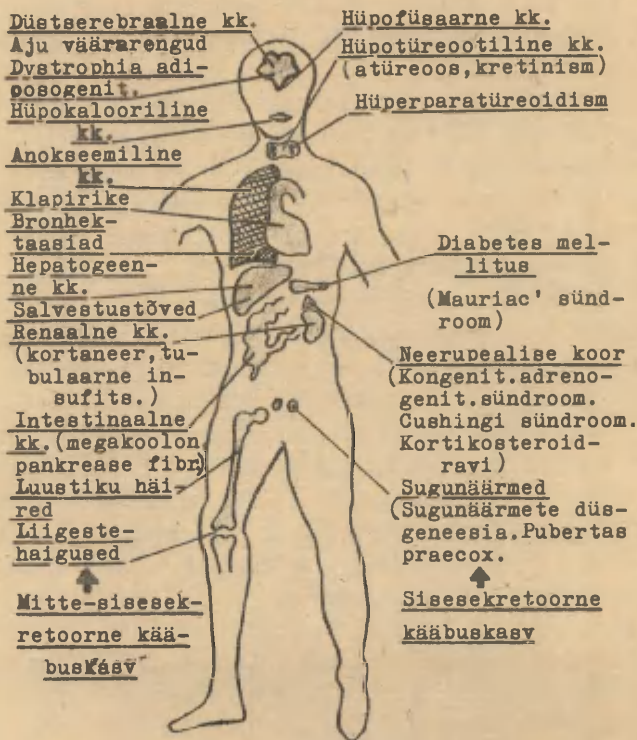 Düstserebraalne kk.
Aju väärarengud
Dystrophia adi-
posogenit.
Hüpokalooriline
kk.
Anokseemiline
kk.
Klapirike
Bronhek-
taasiad
Hepatogeen-
ne kk.
Salvestustõved
Renaalne kk.
(kortaneer,tu-
bulaarne in-
sufits.)
Intestinaalne
kk.(megakoolon,
pankrease fibr)
Luustiku häi-
red
Liigeste-
haigused
Mitte-sisesek-
retoorne kää-
buskasv
Hüpofüsaarne kk.
Hüpotüreootiline kk.
(atüreoos,kretinism)
Hüperparatüreoidism
Diabetes mel-
litus
(Mauriac' sünd-
room)
Neerupealise koor
(Kongenit.adreno-
genit.sündroom.
Cushingi sündroom.
Kortikosteroid-
ravi)
Sugunäärmed
(Sugunäärmete düs-
geneesia.Pubertas
praecox.
Sisesekretoorne
kääbuskasv